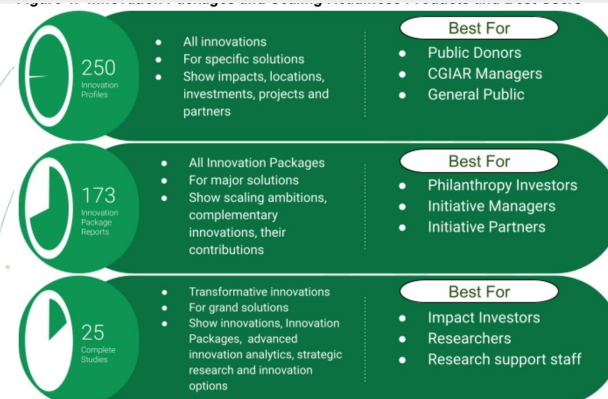 250
Innovation
Profiles
All innovations
For specific solutions
Show impacts, locations,
investments, projects and
partners
Best For
Public Donors
CGIAR Managers
General Public
173
Innovation
Package
Reports
All Innovation Packages
For major solutions
Show scaling ambitions,
complementary
innovations, their
contributions
Best For
Philanthropy Investors
Initiative Managers
Initiative Partners
25
Complete
Studies
Transformative innovations
For grand solutions
Show innovations, Innovation
Packages, advanced
innovation analytics, strategic
research and innovation
options
Best For
Impact Investors
Researchers
Research support staff